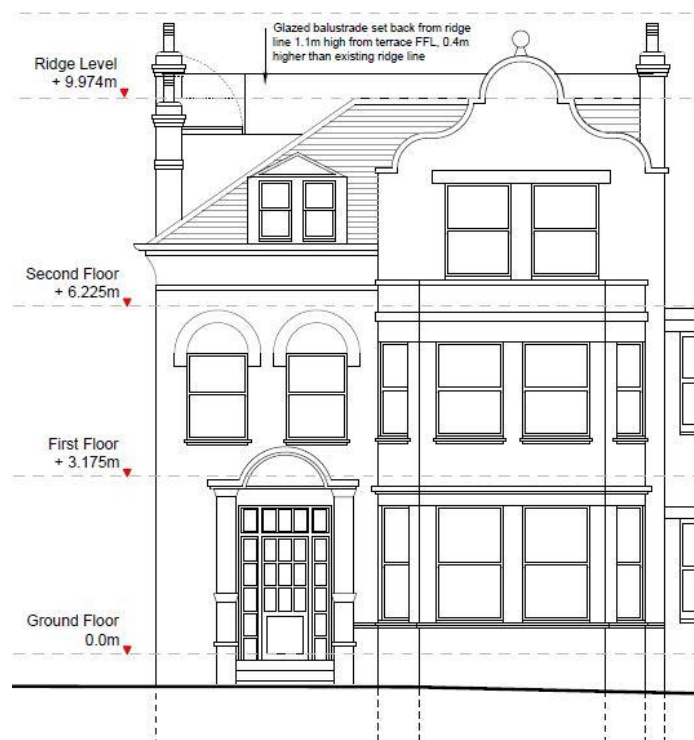 Glazed balustrade set back from ridge
line 1.1m high from terrace FFL, 0.4m
higher than existing ridge line
Ridge Level
+ 9.974m
Second Floor
+ 6.225m
First Floor
+ 3.175m
Ground Floor
0.0m